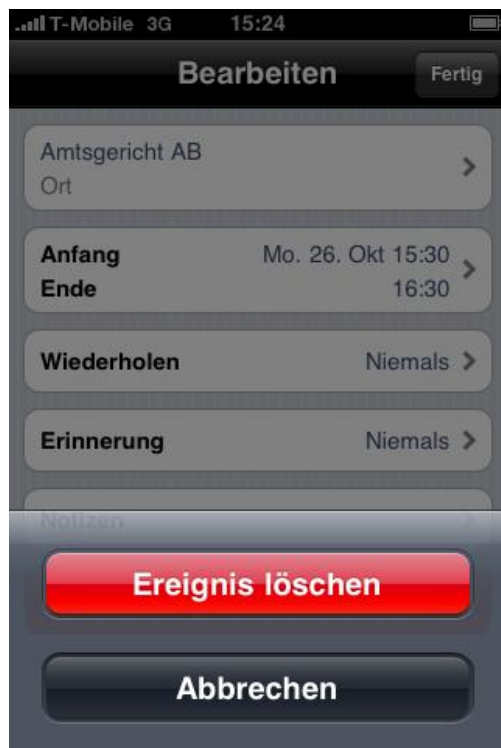 T-Mobile 3G 15:24
Bearbeiten Fertig
Amtsgericht AB
Ort
Anfang Mo. 26. Okt 15:30
Ende 16:30
Wiederholen Niemals
Erinnerung Niemals
Notizen
Ereignis löschen
Abbrechen